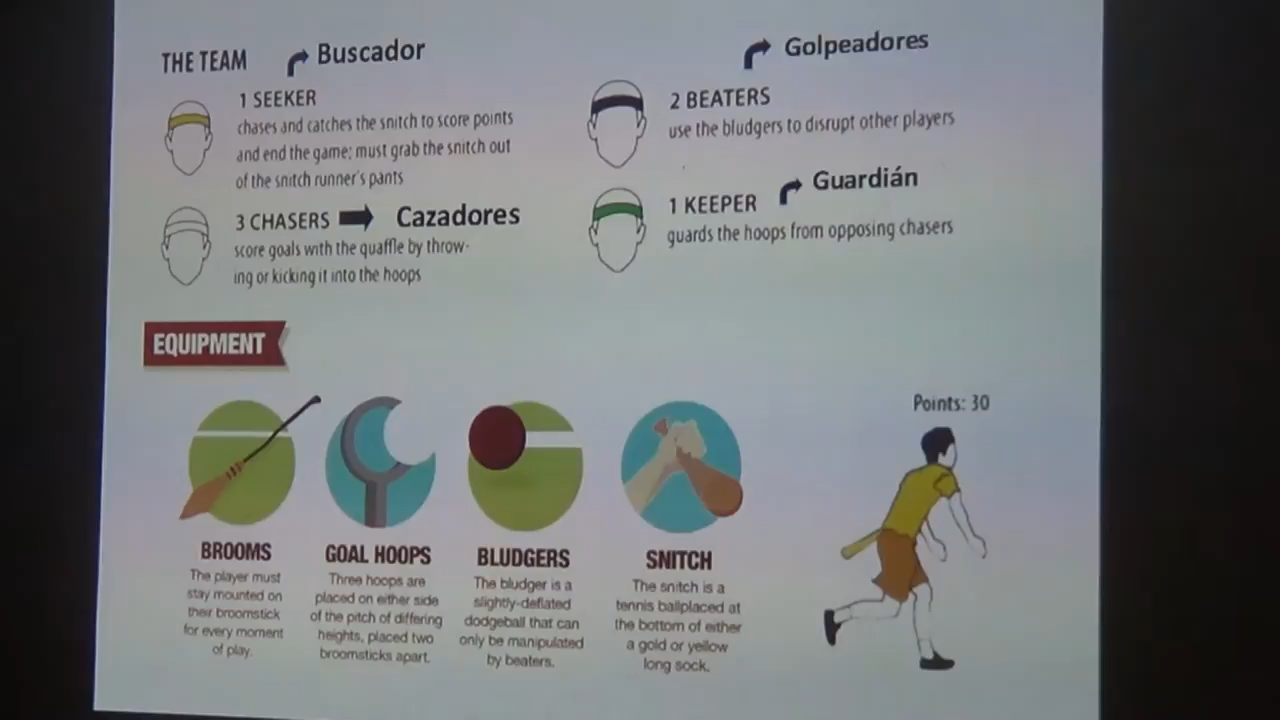 THE TEAM
Buscador
1 SEEKER
chases and catches the snitch to score points
and end the game; must grab the snitch out
of the snitch runner's pants
3 CHASERS
Cazadores
score goals with the quaffle by throw-
ing or kicking it into the hoops
Golpeadores
2 BEATERS
use the bludgers to disrupt other players
Guardián
1 KEEPER
guards the hoops from opposing chasers
EQUIPMENT
BROOMS
The player must
stay mounted on
their broomstick
for every moment
of play.
GOAL HOOPS
Three hoops are
placed on either side
of the pitch of differing
heights, placed two
broomsticks apart.
BLUDGERS
The bludger is a
slightly-deflated
dodgeball that can
only be manipulated
by beaters.
SNITCH
The snitch is a
tennis ballplaced at
the bottom of either
a gold or yellow
long sock.
Points: 30